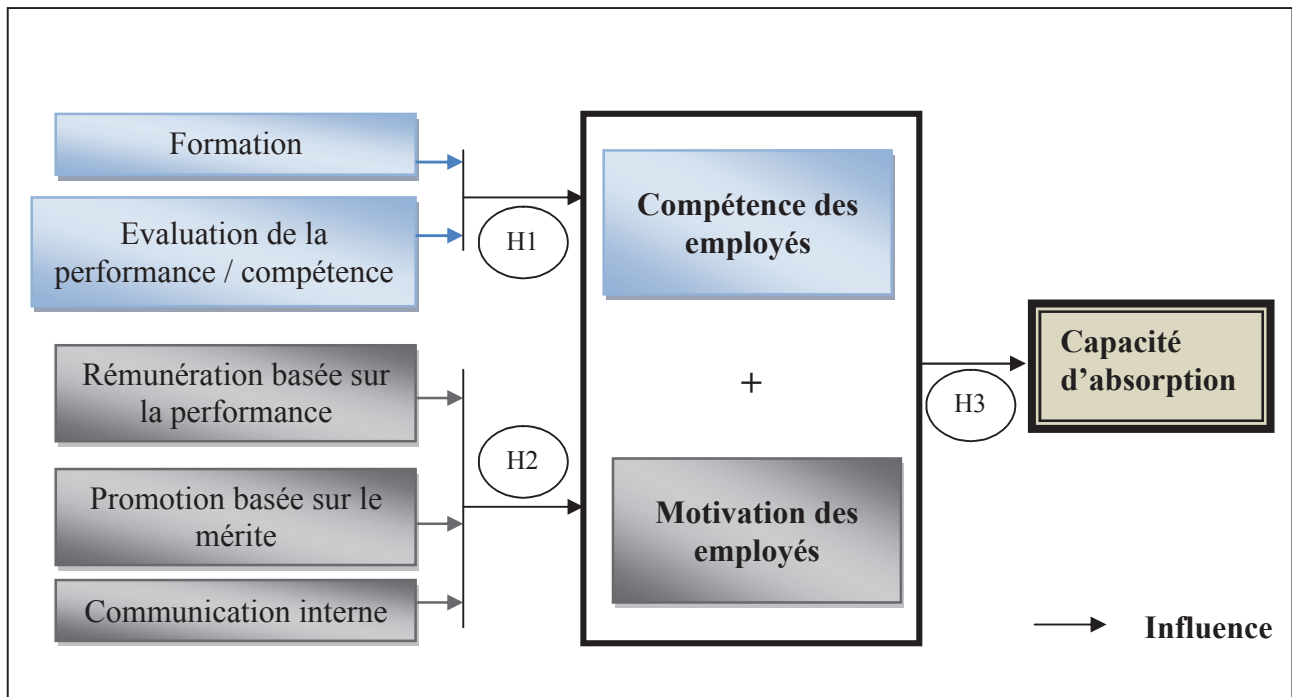 Formation
Evaluation de la
performance / compétence
H1
Rémunération basée sur
la performance
Promotion basée sur le
mérite
Communication interne
H2
Compétence des
employés
+
Motivation des
employés
H3
Capacité
d’absorption
Influence